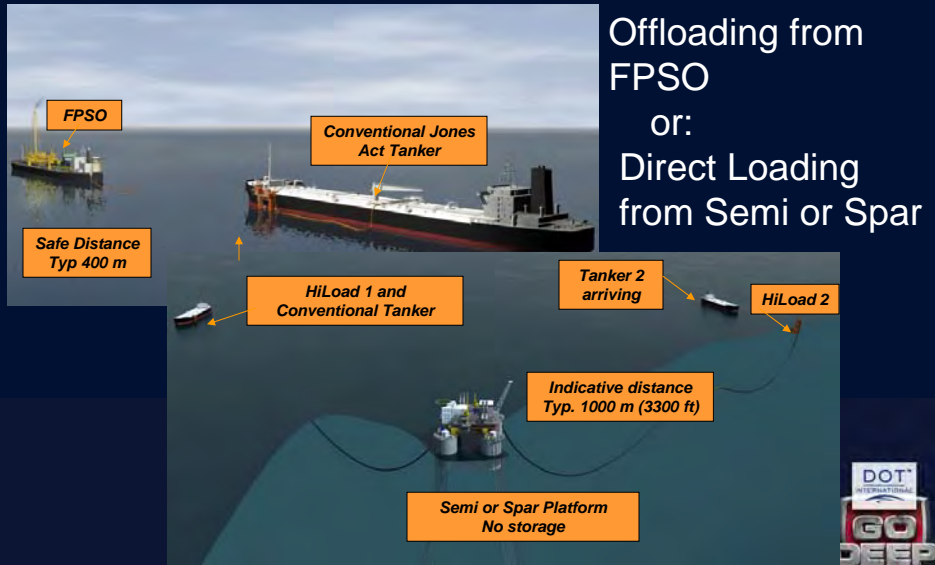 Offloading from
FPSO
or:
Direct Loading
from Semi or Spar
FPSO
Conventional Jones
Act Tanker
Safe Distance
Typ 400 m
HiLoad 1 and
Conventional Tanker
Tanker 2
arriving
HiLoad 2
Indicative distance
Typ. 1000 m (3300 ft)
Semi or Spar Platform
No storage
DOT™
INTERNATIONAL
GO
DEEP